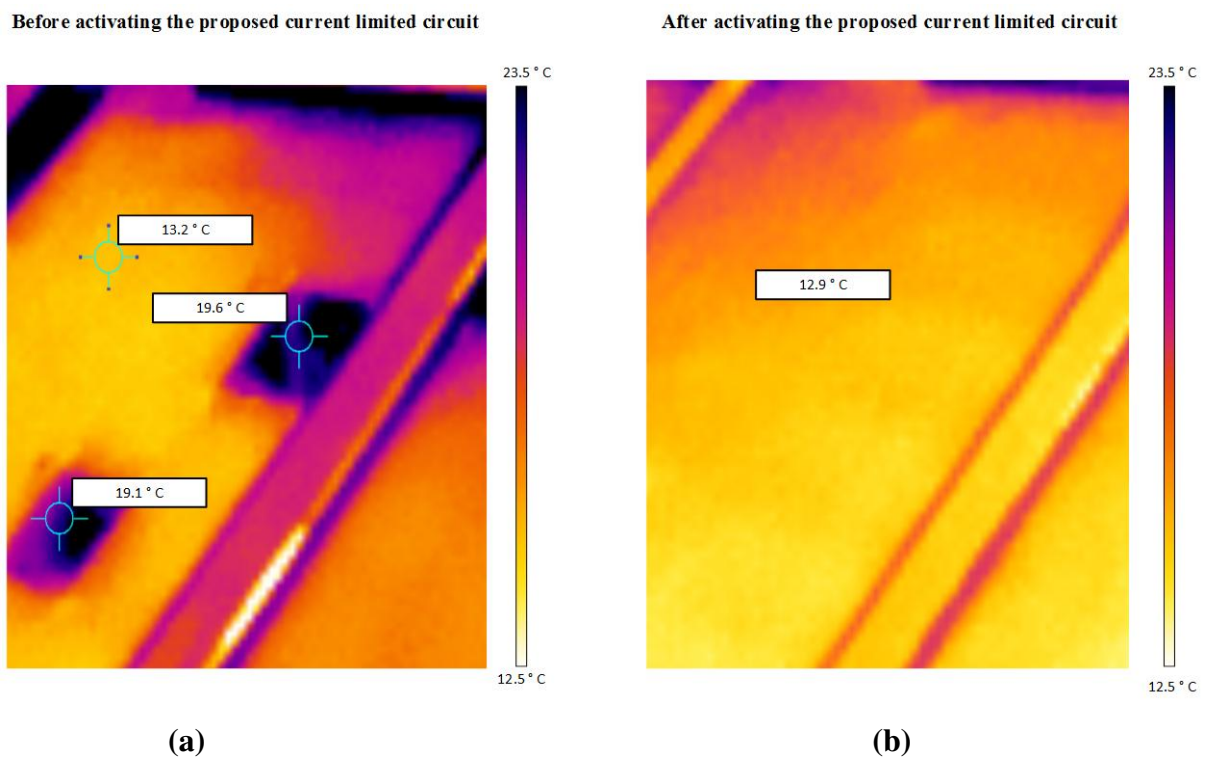 Before activating the proposed current limited circuit
After activating the proposed current limited circuit
23.5 ° C
23.5 ° C
13.2 ° C
12.9 ° C
19.6 ° C
19.1 ° C
12.5 ° C
12.5 ° C
(a)
(b)